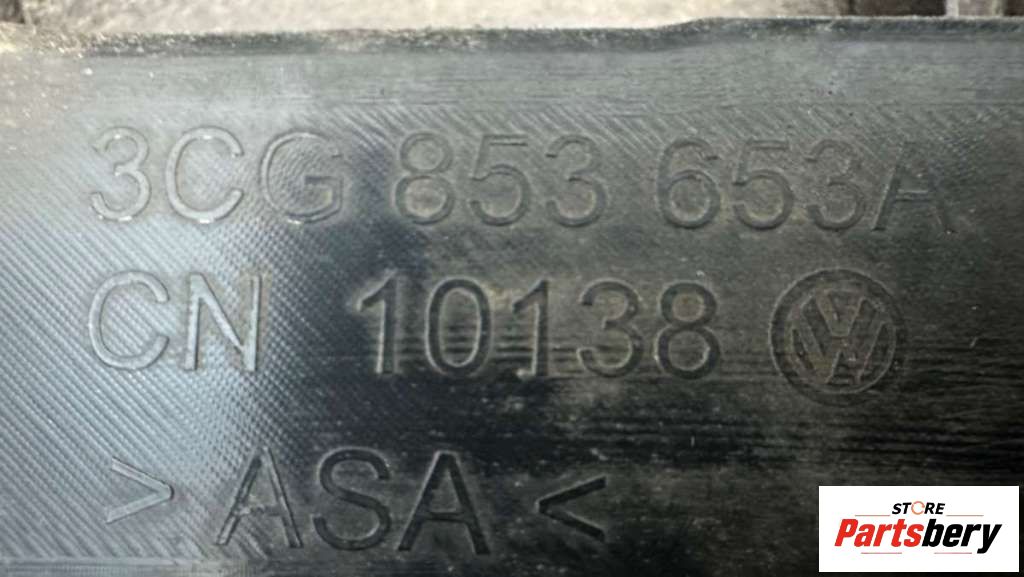 3CG 853 653A
CN 10138
>ASA<
STORE
Partsbery